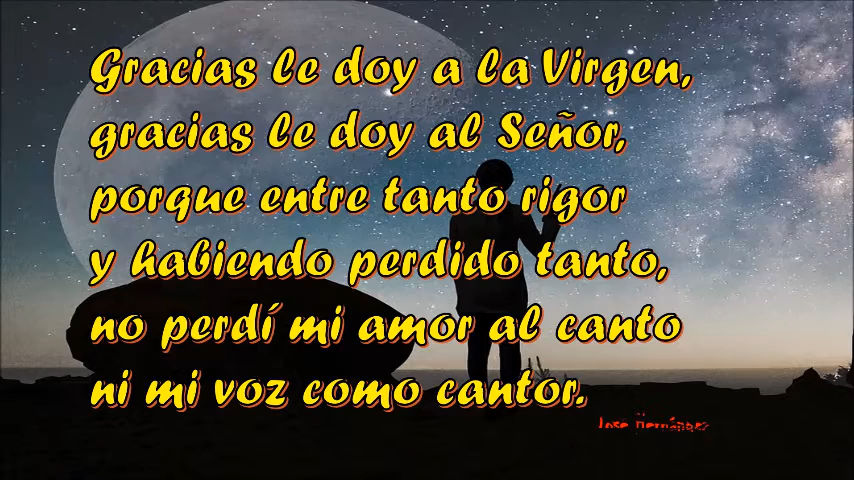 Gracias le doy a la Virgen,
gracias le doy al Señor,
porque entre tanto rigor
y habiendo perdido tanto,
no perdí mi amor al canto
ni mi voz como cantor.
Jose Hernández